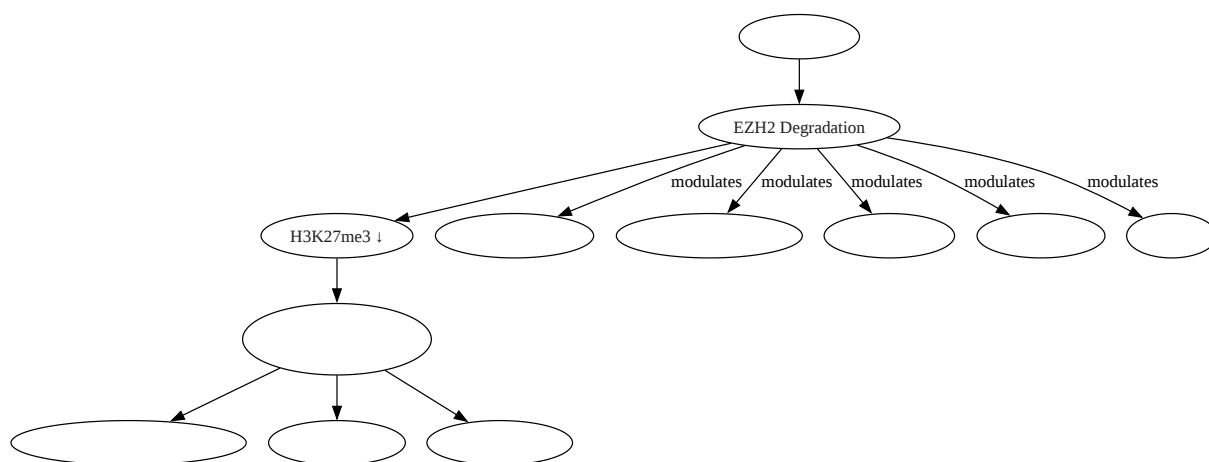 EZH2 Degradation
modulates
modulates
modulates
modulates
modulates
H3K27me3 ↓